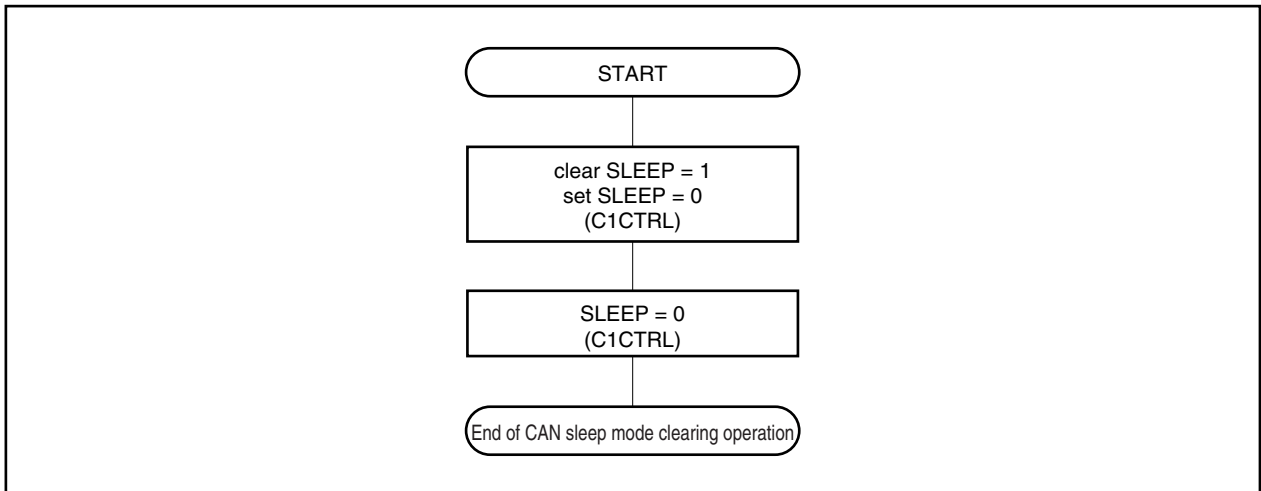 START
clear SLEEP = 1
set SLEEP = 0
(C1CTRL)
SLEEP = 0
(C1CTRL)
End of CAN sleep mode clearing operation